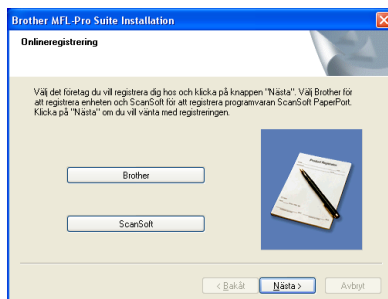 Brother MFL-Pro Suite Installation
Onlineregistrering
Välj det företag du vill registrera dig hos och klicka på knappen "Nästa". Välj Brother för
att registrera enheten och ScanSoft för att registrera programvaran ScanSoft PaperPort.
Klicka på "Nästa" om du vill vänta med registreringen.
Brother
Product Registration
ScanSoft
< Bakåt
Nästa >
Avbryt